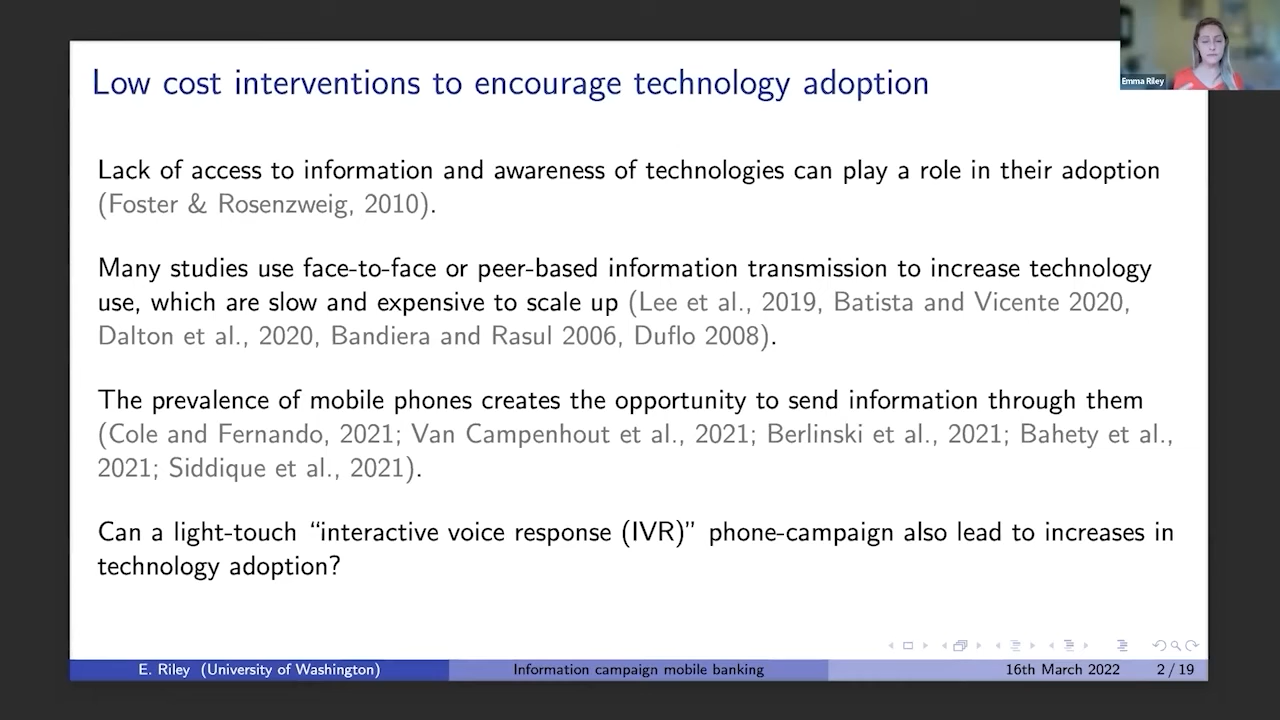 Emma Riley
Low cost interventions to encourage technology adoption
Lack of access to information and awareness of technologies can play a role in their adoption
(Foster & Rosenzweig, 2010).
Many studies use face-to-face or peer-based information transmission to increase technology
use, which are slow and expensive to scale up (Lee et al., 2019, Batista and Vicente 2020,
Dalton et al., 2020, Bandiera and Rasul 2006, Duflo 2008).
The prevalence of mobile phones creates the opportunity to send information through them
(Cole and Fernando, 2021; Van Campenhout et al., 2021; Berlinski et al., 2021; Bahety et al.,
2021; Siddique et al., 2021).
Can a light-touch “interactive voice response (IVR)” phone-campaign also lead to increases in
technology adoption?
E. Riley (University of Washington) Information campaign mobile banking 16th March 2022 2 / 19